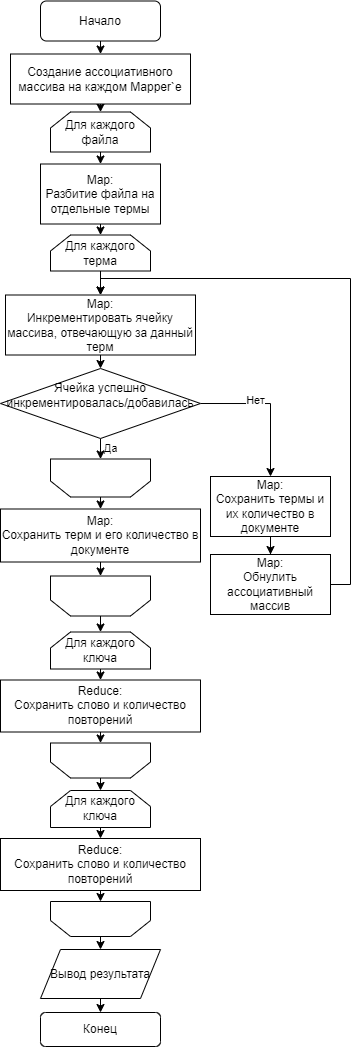 Начало
Создание ассоциативного
массива на каждом Mapper`е
Для каждого
файла
Map:
Разбитие файла на
отдельные термы
Для каждого
терма
Map:
Инкрементировать ячейку
массива, отвечающую за данный
терм
Ячейка успешно
инкрементировалась/добавилась
Нет
Да
Map:
Сохранить термы и
их количество в
документе
Map:
Сохранить терм и его количество в
документе
Map:
Обнулить
ассоциативный
массив
Для каждого
ключа
Reduce:
Сохранить слово и количество
повторений
Для каждого
ключа
Reduce:
Сохранить слово и количество
повторений
Вывод результата
Конец